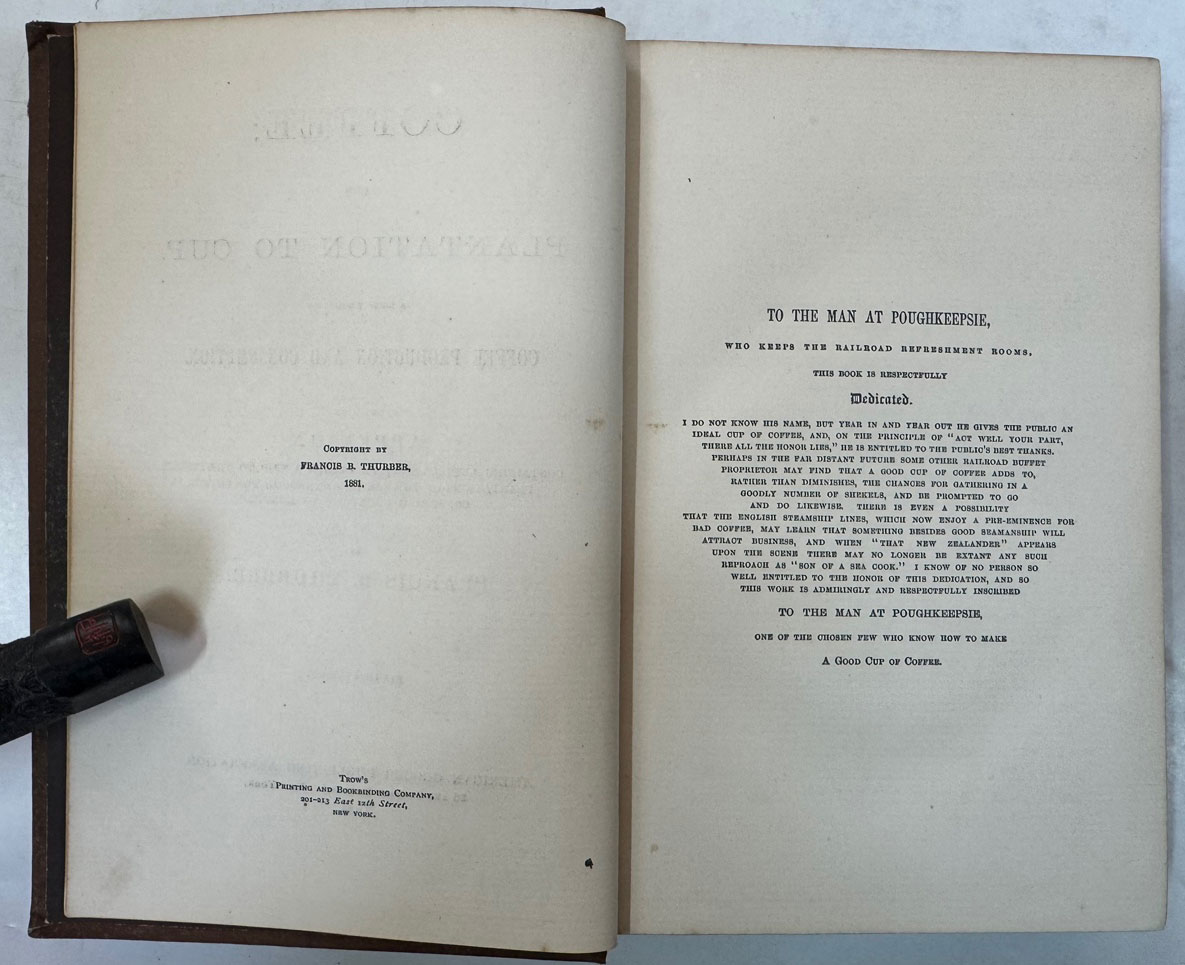 COPYRIGHT BY
FRANCIS B. THURBER,
1881.
TROW'S
PRINTING AND BOOKBINDING COMPANY,
201-213 East 12th Street,
NEW YORK.
TO THE MAN AT POUGHKEEPSIE,
WHO KEEPS THE RAILROAD REFRESHMENT ROOMS,
THIS BOOK IS RESPECTFULLY
Dedicated.
I DO NOT KNOW HIS NAME, BUT YEAR IN AND YEAR OUT HE GIVES THE PUBLIC AN
IDEAL CUP OF COFFEE, AND, ON THE PRINCIPLE OF "ACT WELL YOUR PART,
THERE ALL THE HONOR LIES," HE IS ENTITLED TO THE PUBLIC'S BEST THANKS.
PERHAPS IN THE FAR DISTANT FUTURE SOME OTHER RAILROAD BUFFET
PROPRIETOR MAY FIND THAT A GOOD CUP OF COFFEE ADDS TO,
RATHER THAN DIMINISHES, THE CHANCES FOR GATHERING IN A
GOODLY NUMBER OF SHEKELS, AND BE PROMPTED TO GO
AND DO LIKEWISE. THERE IS EVEN A POSSIBILITY
THAT THE ENGLISH STEAMSHIP LINES, WHICH NOW ENJOY A PRE-EMINENCE FOR
BAD COFFEE, MAY LEARN THAT SOMETHING BESIDES GOOD SEAMANSHIP WILL
ATTRACT BUSINESS, AND WHEN "THAT NEW ZEALANDER" APPEARS
UPON THE SCENE THERE MAY NO LONGER BE EXTANT ANY SUCH
REPROACH AS "SON OF A SEA COOK." I KNOW OF NO PERSON SO
WELL ENTITLED TO THE HONOR OF THIS DEDICATION, AND SO
THIS WORK IS ADMIRINGLY AND RESPECTFULLY INSCRIBED
TO THE MAN AT POUGHKEEPSIE,
ONE OF THE CHOSEN FEW WHO KNOW HOW TO MAKE
A GOOD CUP OF COFFEE.